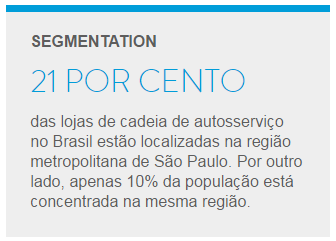 SEGMENTATION
21 POR CENTO
das lojas de cadeia de autosserviço
no Brasil estão localizadas na região
metropolitana de São Paulo. Por outro
lado, apenas 10% da população está
concentrada na mesma região.